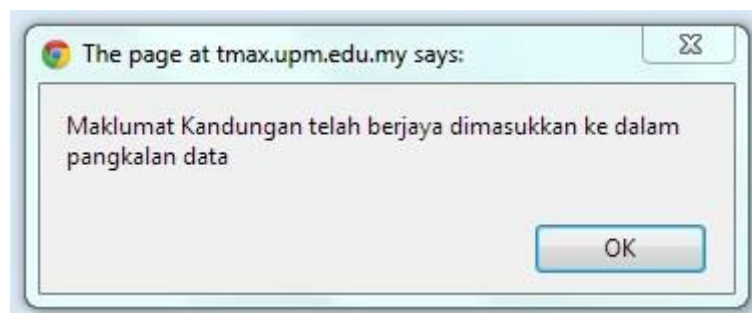 The page at tmax.upm.edu.my says:
Maklumat Kandungan telah berjaya dimasukkan ke dalam
pangkalan data
OK